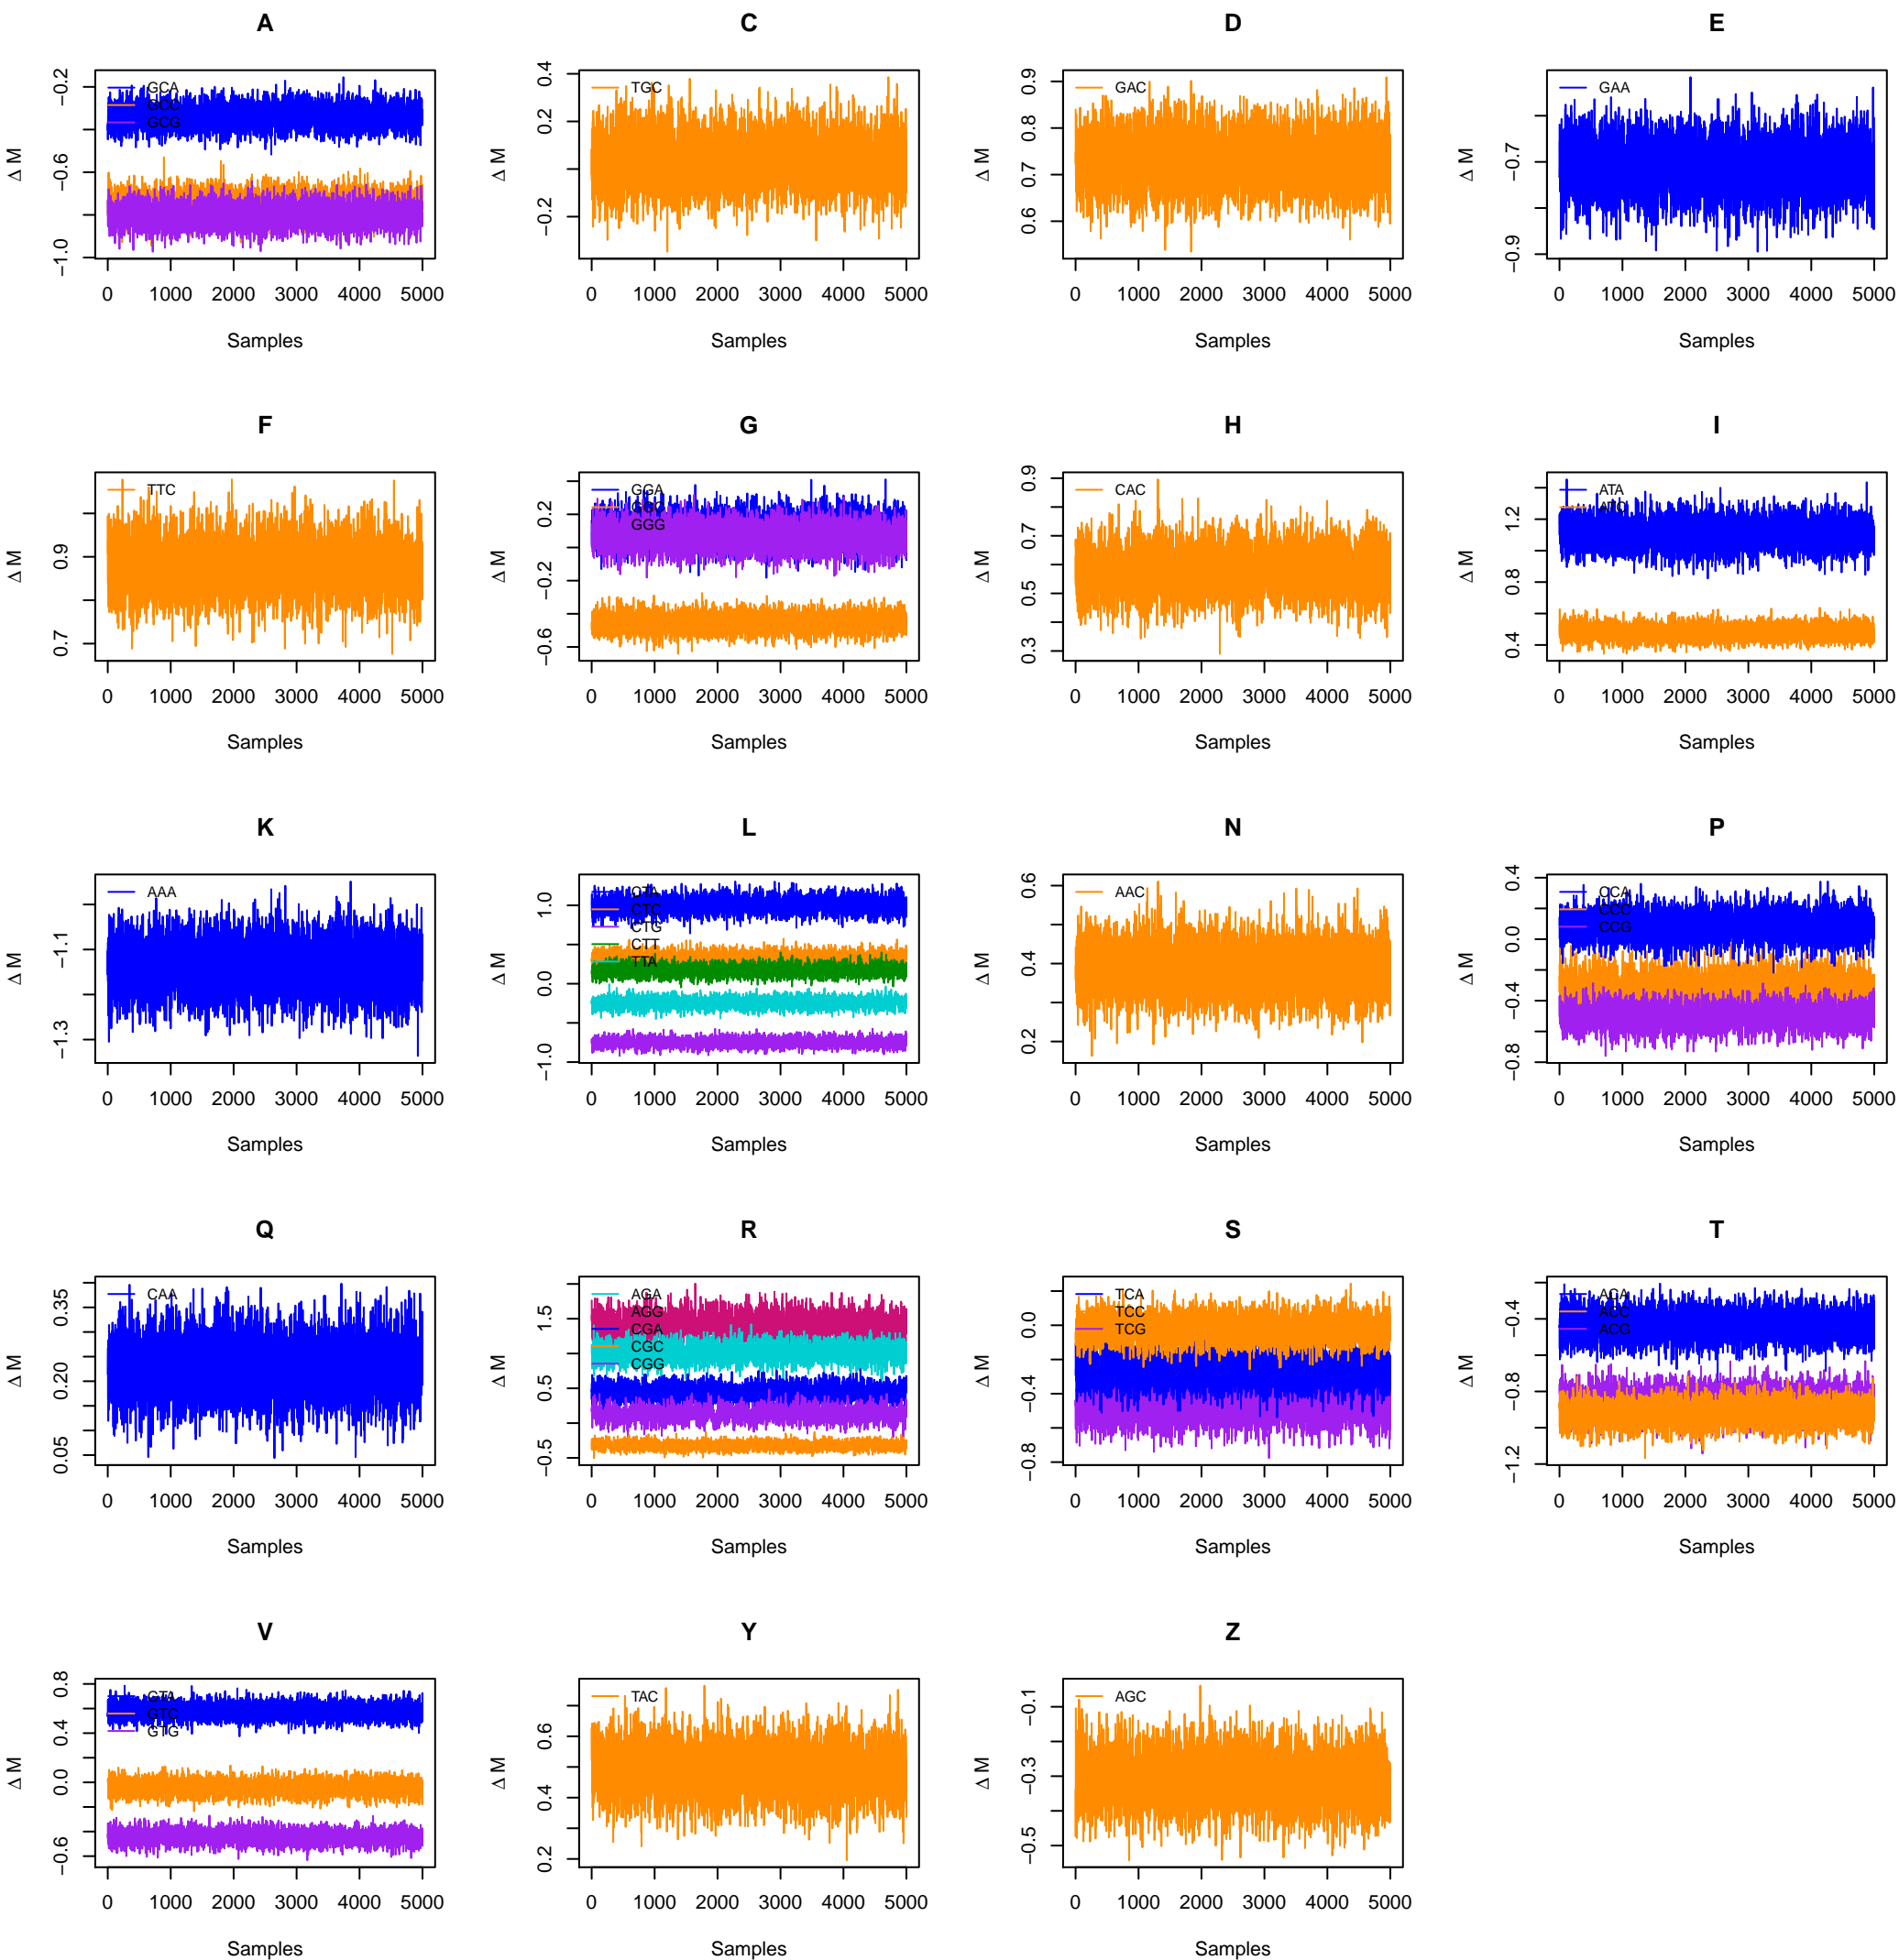 A C D E
Δ M −1.0 −0.6 −0.2 GCA GCC GCG 0 1000 2000 3000 4000 5000 Samples
Δ M −0.2 0.2 0.4 TGC 0 1000 2000 3000 4000 5000 Samples
Δ M 0.6 0.7 0.8 0.9 GAC 0 1000 2000 3000 4000 5000 Samples
Δ M −0.9 −0.7 GAA 0 1000 2000 3000 4000 5000 Samples
F G H I
Δ M 0.7 0.9 TTC 0 1000 2000 3000 4000 5000 Samples
Δ M −0.6 −0.2 0.2 GGA GGC GGG 0 1000 2000 3000 4000 5000 Samples
Δ M 0.3 0.5 0.7 0.9 CAC 0 1000 2000 3000 4000 5000 Samples
Δ M 0.4 0.8 1.2 ATA ATC 0 1000 2000 3000 4000 5000 Samples
K L N P
Δ M −1.3 −1.1 AAA 0 1000 2000 3000 4000 5000 Samples
Δ M −1.0 0.0 1.0 CTA CTC CTG CTT TTA 0 1000 2000 3000 4000 5000 Samples
Δ M 0.2 0.4 0.6 AAC 0 1000 2000 3000 4000 5000 Samples
Δ M −0.8 −0.4 0.0 0.4 CCA CCC CCG 0 1000 2000 3000 4000 5000 Samples
Q R S T
Δ M 0.05 0.20 0.35 CAA 0 1000 2000 3000 4000 5000 Samples
Δ M −0.5 0.5 1.5 AGA AGG CGA CGC CGG 0 1000 2000 3000 4000 5000 Samples
Δ M −0.8 −0.4 0.0 TCA TCC TCG 0 1000 2000 3000 4000 5000 Samples
Δ M −1.2 −0.8 −0.4 ACA ACC ACG 0 1000 2000 3000 4000 5000 Samples
V Y Z
Δ M −0.6 0.0 0.4 0.8 GTA GTC GTG 0 1000 2000 3000 4000 5000 Samples
Δ M 0.2 0.4 0.6 TAC 0 1000 2000 3000 4000 5000 Samples
Δ M −0.5 −0.3 −0.1 AGC 0 1000 2000 3000 4000 5000 Samples